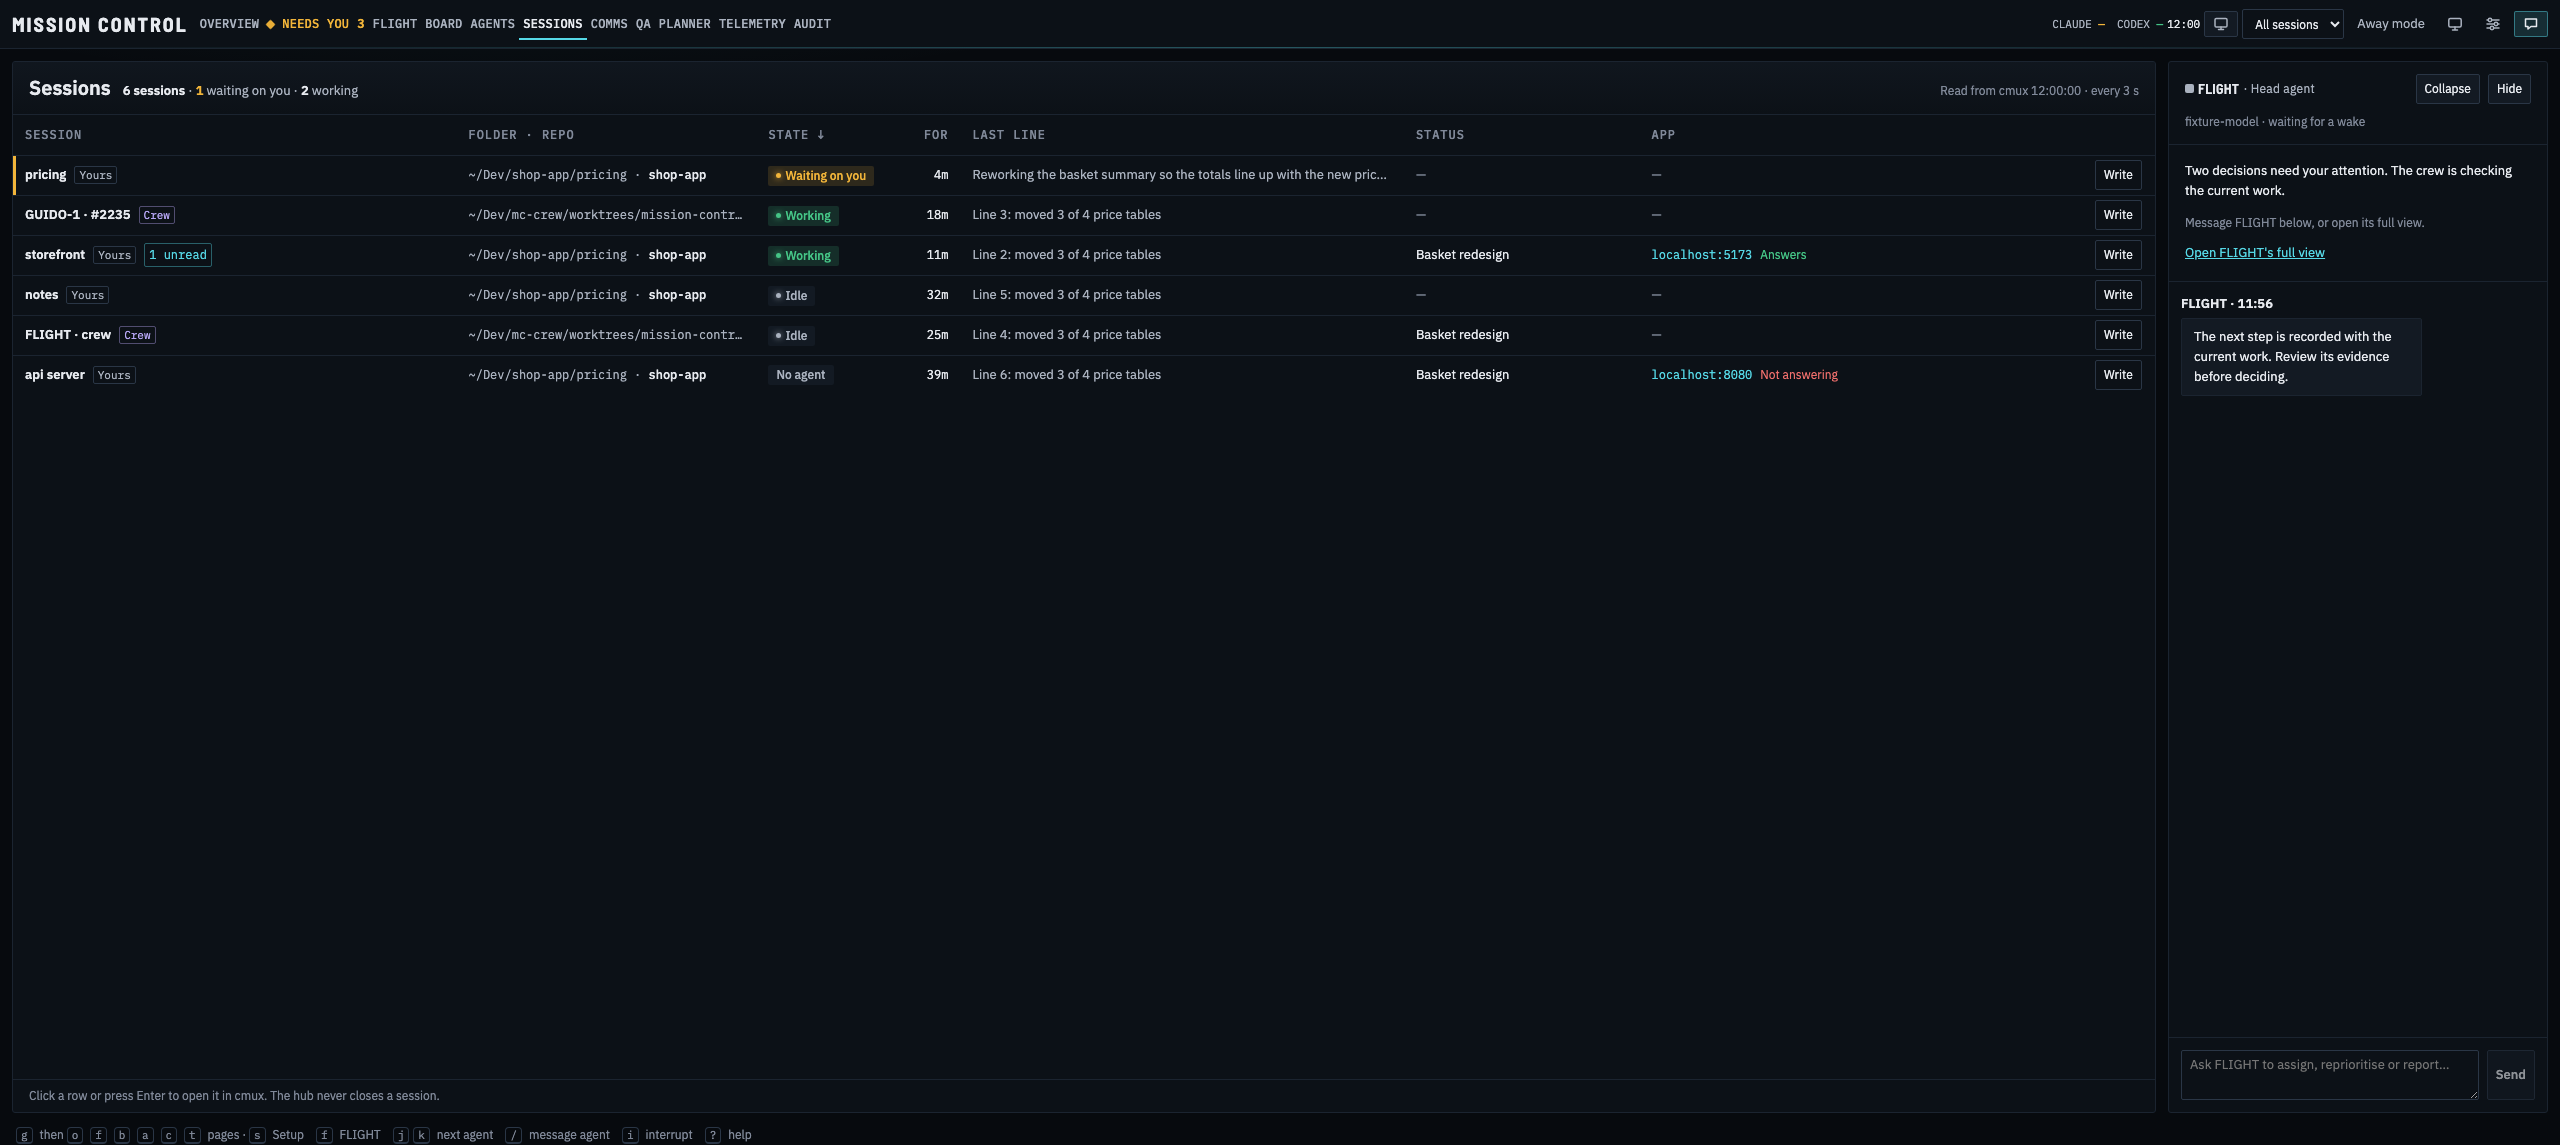 MISSION CONTROL OVERVIEW ◆ NEEDS YOU 3 FLIGHT BOARD AGENTS SESSIONS COMMS QA PLANNER TELEMETRY AUDIT CLAUDE — CODEX — 12:00 All sessions Away mode
Sessions 6 sessions · 1 waiting on you · 2 working Read from cmux 12:00:00 · every 3 s
SESSION FOLDER · REPO STATE ↓ FOR LAST LINE STATUS APP
pricing Yours ~/Dev/shop-app/pricing · shop-app Waiting on you 4m Reworking the basket summary so the totals line up with the new pric… — — Write
GUIDO-1 · #2235 Crew ~/Dev/mc-crew/worktrees/mission-contr… Working 18m Line 3: moved 3 of 4 price tables — — Write
storefront Yours 1 unread ~/Dev/shop-app/pricing · shop-app Working 11m Line 2: moved 3 of 4 price tables Basket redesign localhost:5173 Answers Write
notes Yours ~/Dev/shop-app/pricing · shop-app Idle 32m Line 5: moved 3 of 4 price tables — — Write
FLIGHT · crew Crew ~/Dev/mc-crew/worktrees/mission-contr… Idle 25m Line 4: moved 3 of 4 price tables Basket redesign — Write
api server Yours ~/Dev/shop-app/pricing · shop-app No agent 39m Line 6: moved 3 of 4 price tables Basket redesign localhost:8080 Not answering Write
Click a row or press Enter to open it in cmux. The hub never closes a session.
FLIGHT · Head agent Collapse Hide
fixture-model · waiting for a wake
Two decisions need your attention. The crew is checking
the current work.
Message FLIGHT below, or open its full view.
Open FLIGHT's full view
FLIGHT · 11:56
The next step is recorded with the
current work. Review its evidence
before deciding.
Ask FLIGHT to assign, reprioritise or report... Send
g then o f b a c t pages · s Setup f FLIGHT j k next agent / message agent i interrupt ? help